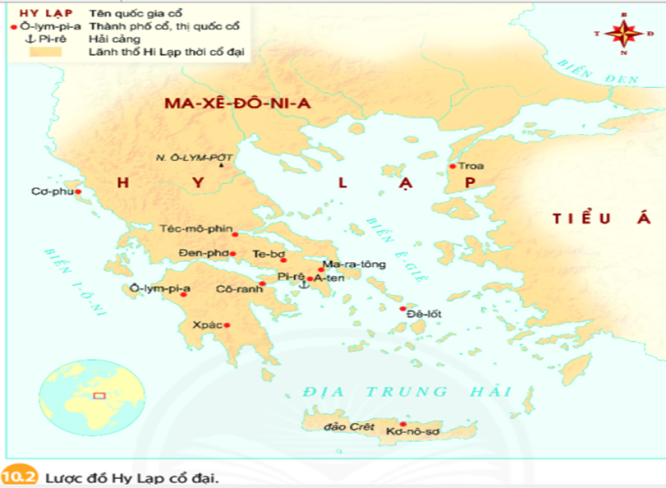 HY LẠP Tên quốc gia cổ
Ô-lym-pi-a Thành phố cổ, thị quốc cổ
Pi-rê Hải cảng
Lãnh thổ Hi Lạp thời cổ đại
B
T Đ
N
BIỂN ĐEN
MA-XÊ-ĐÔ-NI-A
N. Ô-LYM-PỚT
Troa
Cơ-phu
H Y L Ạ P
TIỂU Á
Téc-mô-phin
BIỂN Ê-GIÊ
Đen-phơ
Te-bơ
Ma-ra-tông
BIỂN I-Ô-NI
Pi-rê A-ten
Ô-lym-pi-a
Cô-ranh
Đê-lốt
Xpác
ĐỊA TRUNG HẢI
đảo Crêt
Kơ-nô-sơ
10.2 Lược đồ Hy Lạp cổ đại.